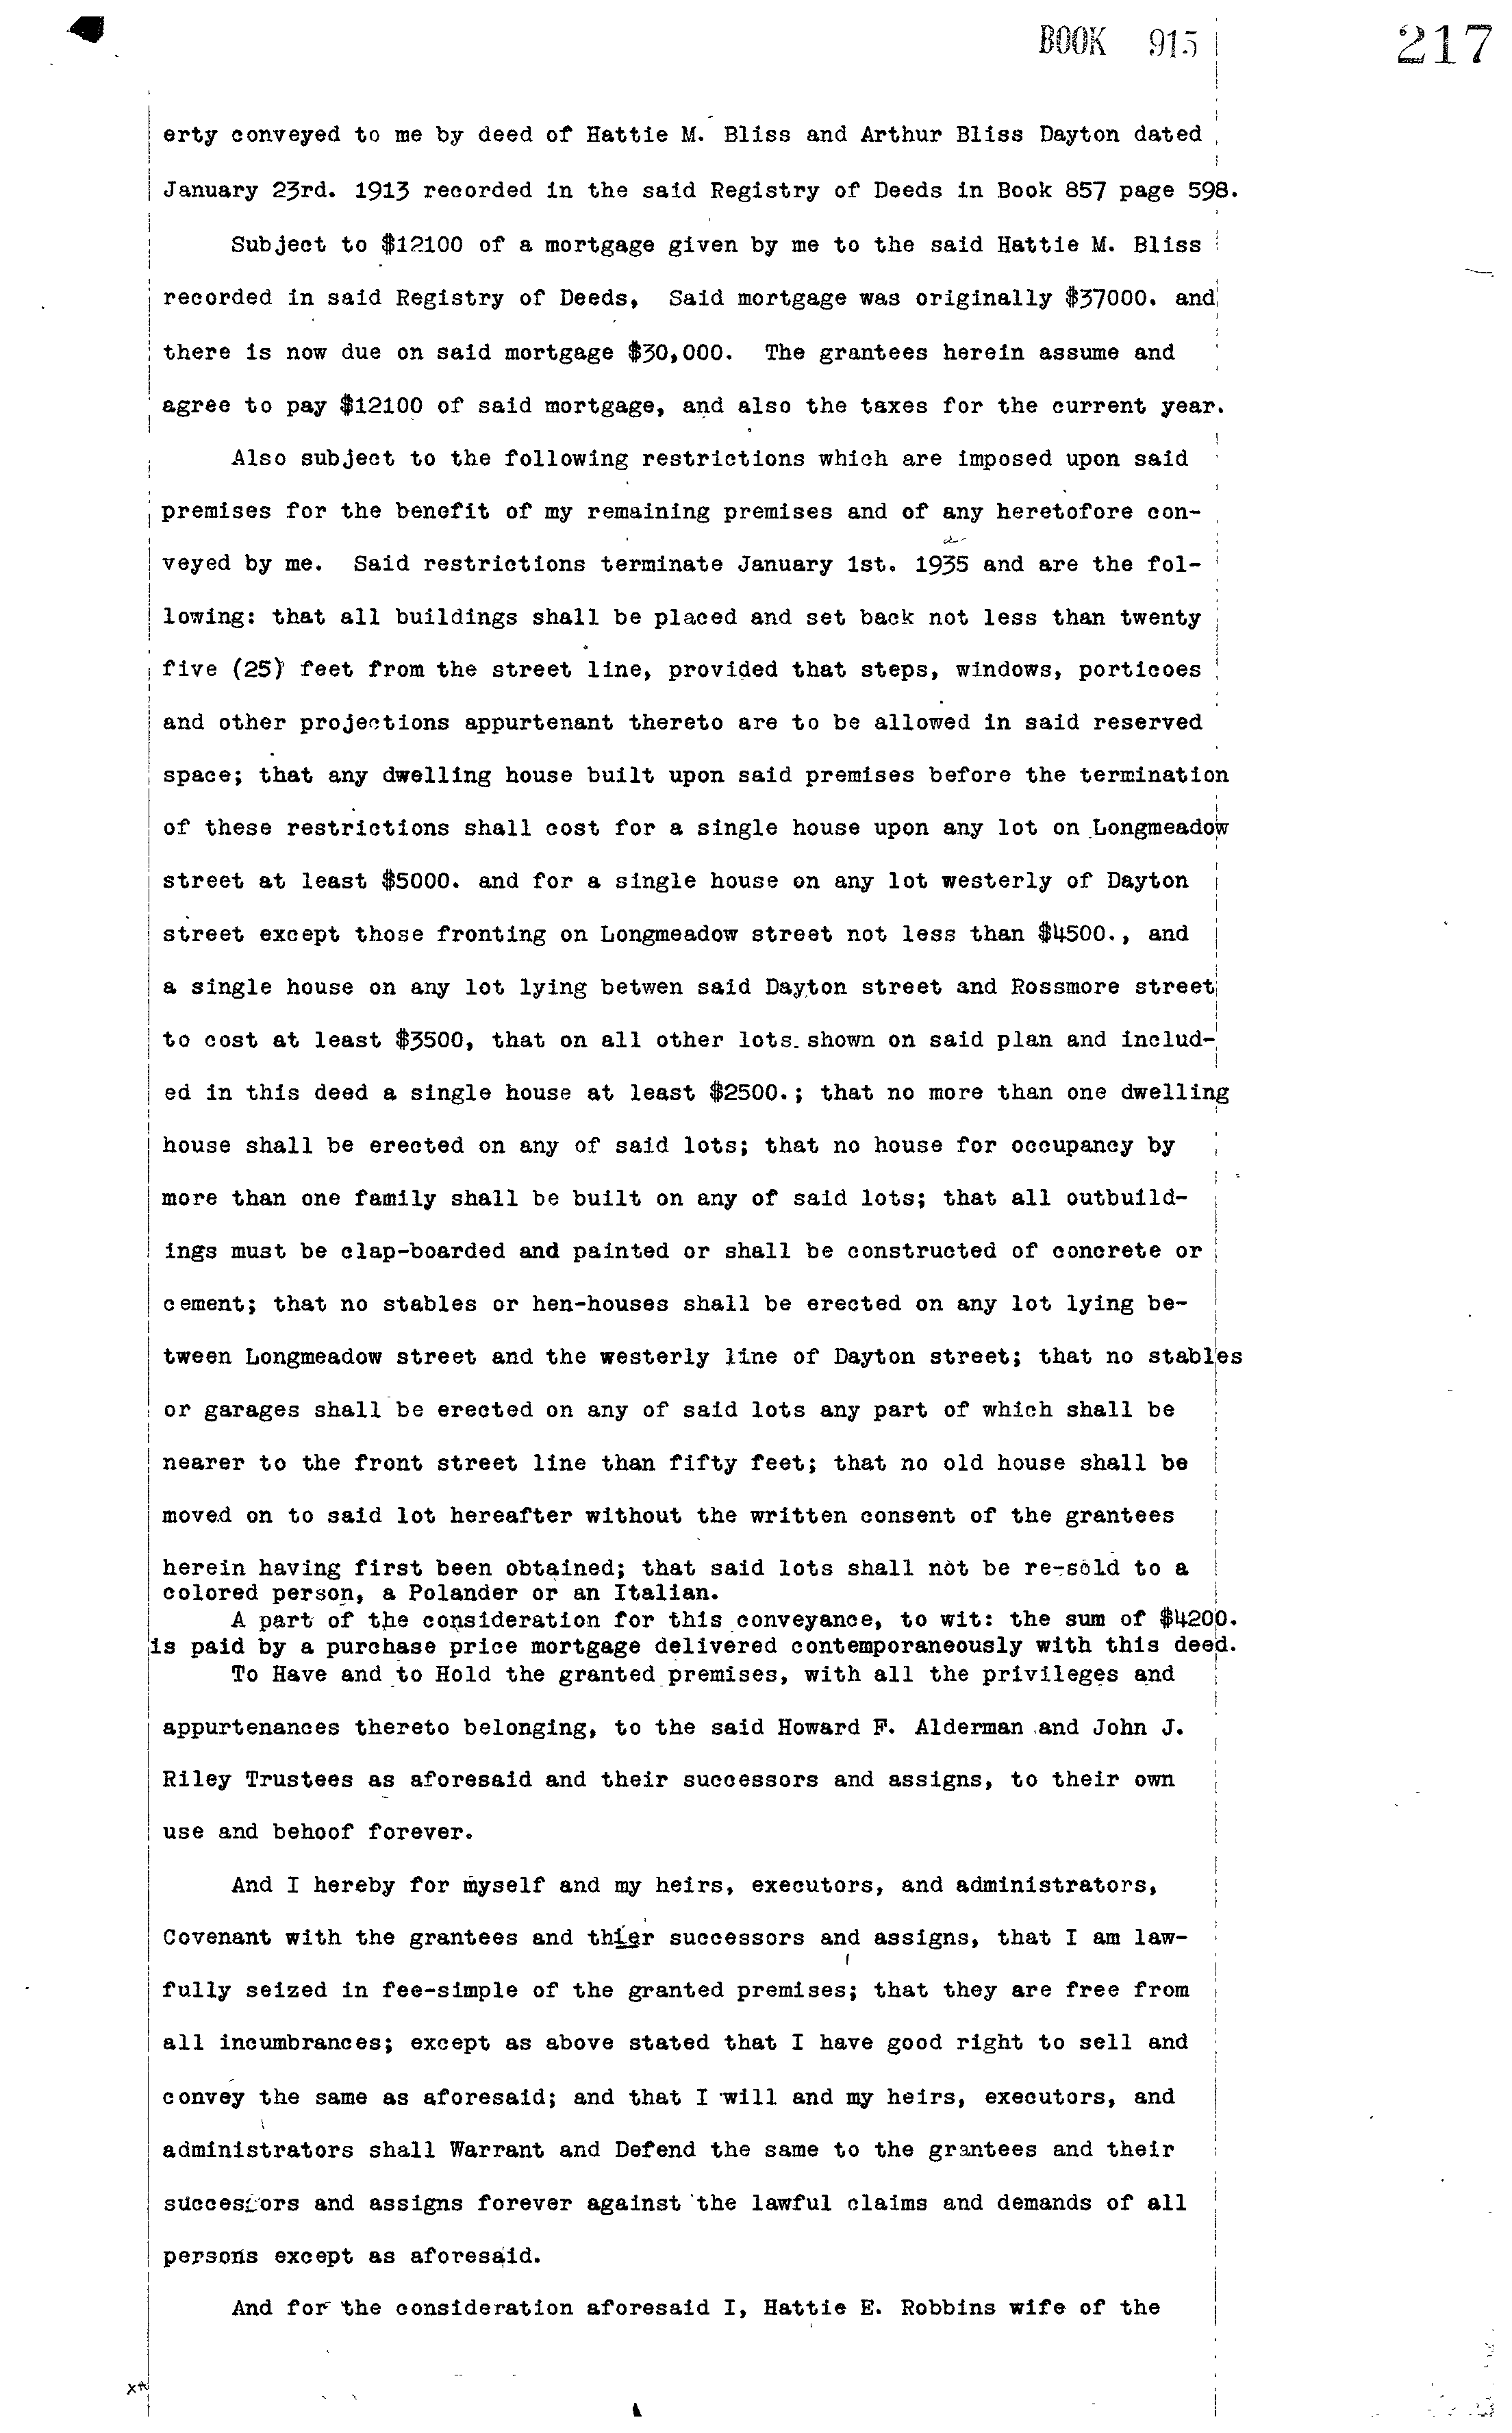 BOOK 915 217
erty conveyed to me by deed of Hattie M. Bliss and Arthur Bliss Dayton dated
January 23rd. 1913 recorded in the said Registry of Deeds in Book 857 page 598.
Subject to $12100 of a mortgage given by me to the said Hattie M. Bliss
recorded in said Registry of Deeds, Said mortgage was originally $37000. and
there is now due on said mortgage $30,000. The grantees herein assume and
agree to pay $12100 of said mortgage, and also the taxes for the current year.
Also subject to the following restrictions which are imposed upon said
premises for the benefit of my remaining premises and of any heretofore con-
veyed by me. Said restrictions terminate January 1st. 1935 and are the fol-
lowing: that all buildings shall be placed and set back not less than twenty
five (25) feet from the street line, provided that steps, windows, porticoes
and other projections appurtenant thereto are to be allowed in said reserved
space; that any dwelling house built upon said premises before the termination
of these restrictions shall cost for a single house upon any lot on Longmeadow
street at least $5000. and for a single house on any lot westerly of Dayton
street except those fronting on Longmeadow street not less than $4500., and
a single house on any lot lying betwen said Dayton street and Rossmore street
to cost at least $3500, that on all other lots shown on said plan and includ-
ed in this deed a single house at least $2500.; that no more than one dwelling
house shall be erected on any of said lots; that no house for occupancy by
more than one family shall be built on any of said lots; that all outbuild-
ings must be clap-boarded and painted or shall be constructed of concrete or
cement; that no stables or hen-houses shall be erected on any lot lying be-
tween Longmeadow street and the westerly line of Dayton street; that no stables
or garages shall be erected on any of said lots any part of which shall be
nearer to the front street line than fifty feet; that no old house shall be
moved on to said lot hereafter without the written consent of the grantees
herein having first been obtained; that said lots shall not be re-sold to a
colored person, a Polander or an Italian.
A part of the consideration for this conveyance, to wit: the sum of $4200.
is paid by a purchase price mortgage delivered contemporaneously with this deed.
To Have and to Hold the granted premises, with all the privileges and
appurtenances thereto belonging, to the said Howard F. Alderman and John J.
Riley Trustees as aforesaid and their successors and assigns, to their own
use and behoof forever.
And I hereby for myself and my heirs, executors, and administrators,
Covenant with the grantees and thier successors and assigns, that I am law-
fully seized in fee-simple of the granted premises; that they are free from
all incumbrances; except as above stated that I have good right to sell and
convey the same as aforesaid; and that I will and my heirs, executors, and
administrators shall Warrant and Defend the same to the grantees and their
successors and assigns forever against the lawful claims and demands of all
persons except as aforesaid.
And for the consideration aforesaid I, Hattie E. Robbins wife of the